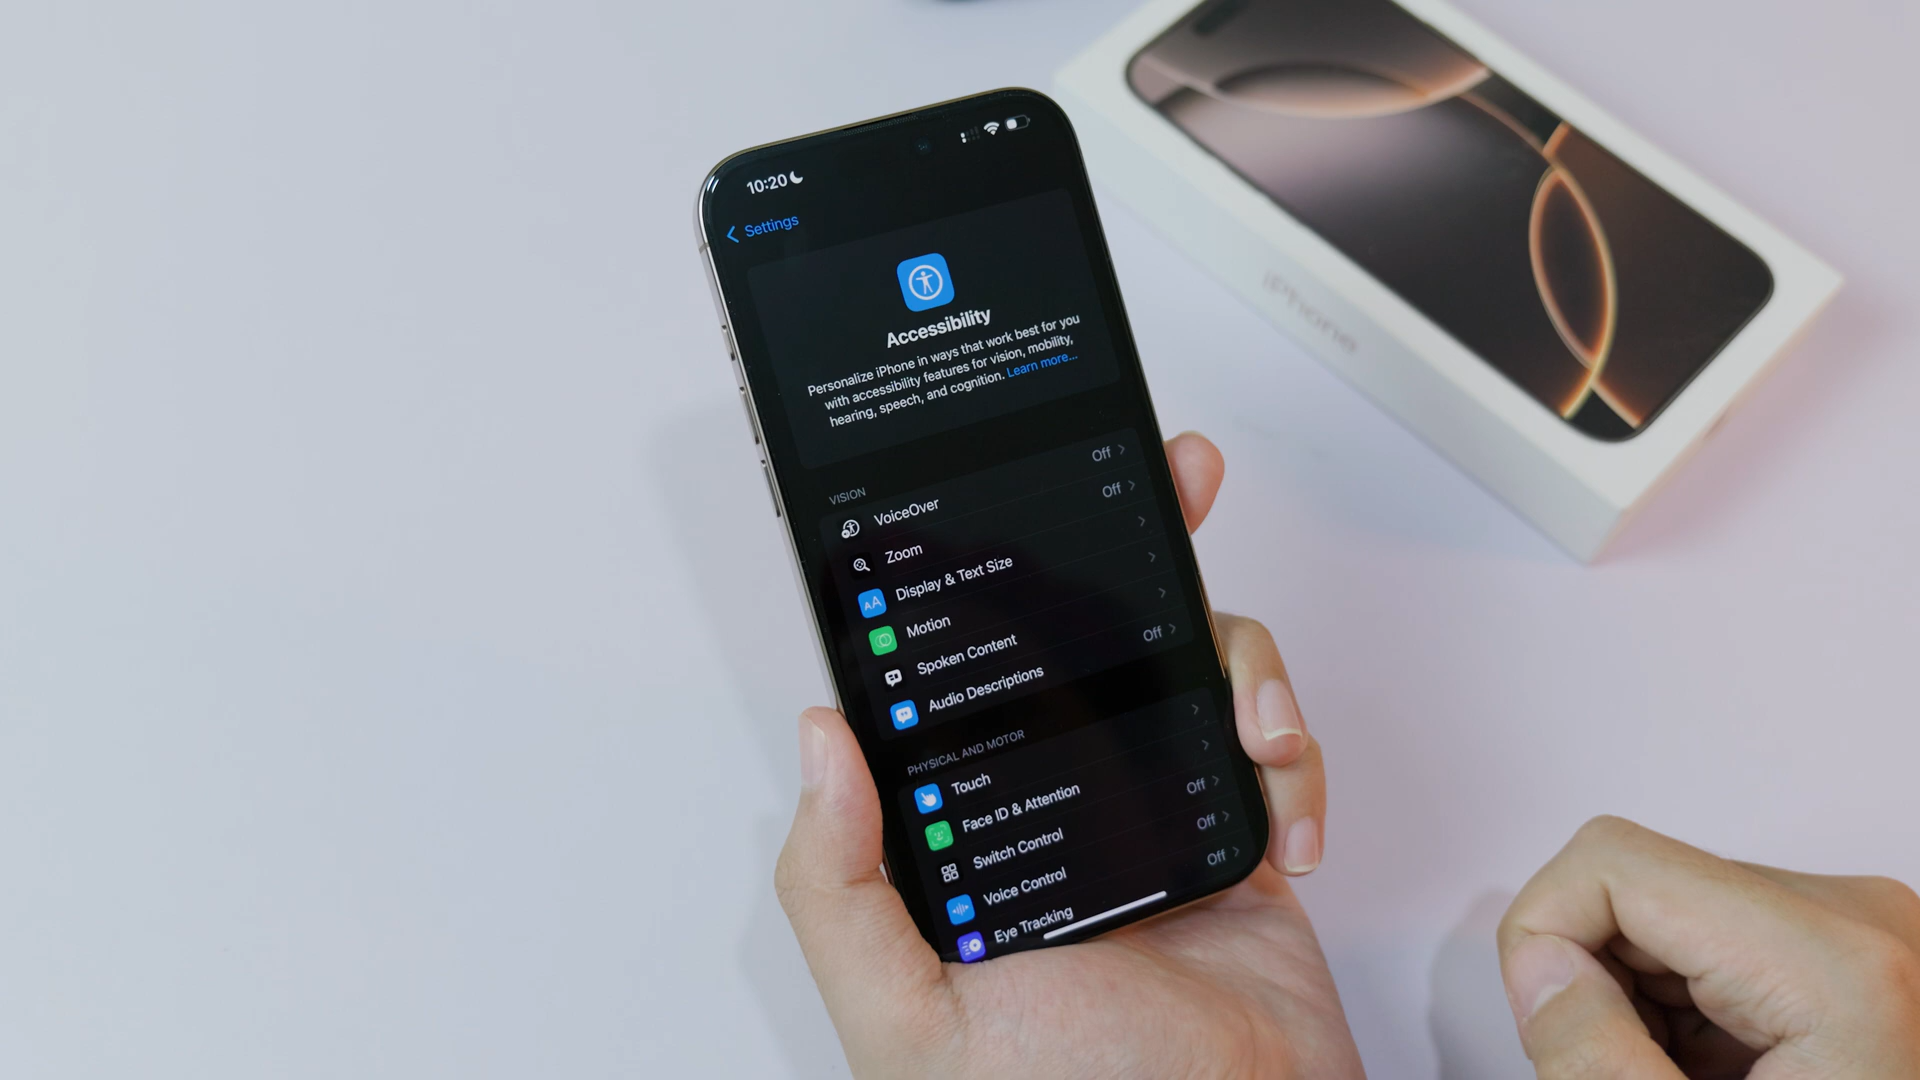 10:20
Settings
Accessibility
Personalize iPhone in ways that work best for you
with accessibility features for vision, mobility,
hearing, speech, and cognition. Learn more...
VISION
VoiceOver Off
Zoom Off
Display & Text Size
Motion
Spoken Content
Audio Descriptions Off
PHYSICAL AND MOTOR
Touch
Face ID & Attention
Switch Control Off
Voice Control Off
Eye Tracking Off
iPhone